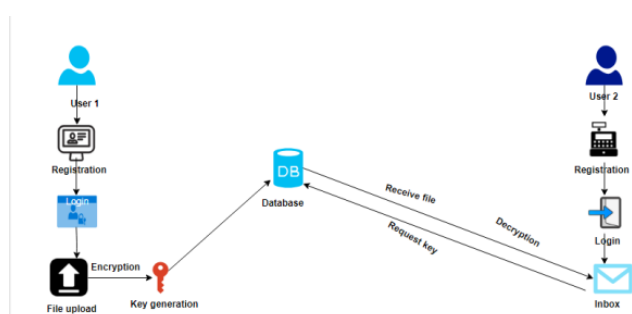 User 1
User 2
Registration
Registration
DB
Login
Database
Receive file
Decryption
Request key
Login
Encryption
File upload
Key generation
Inbox